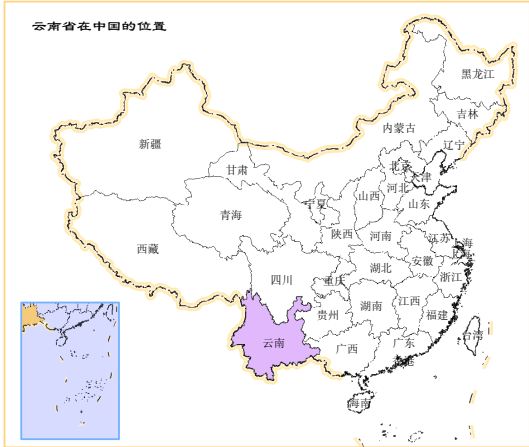 云南省在中国的位置
黑龙江
吉林
辽宁
内蒙古
新疆
甘肃
北京
天津
河北
山西
宁夏
山东
青海
陕西
河南
江苏
上海
西藏
安徽
四川
重庆
湖北
浙江
贵州
湖南
江西
福建
云南
广西
广东
台湾
香港
海南